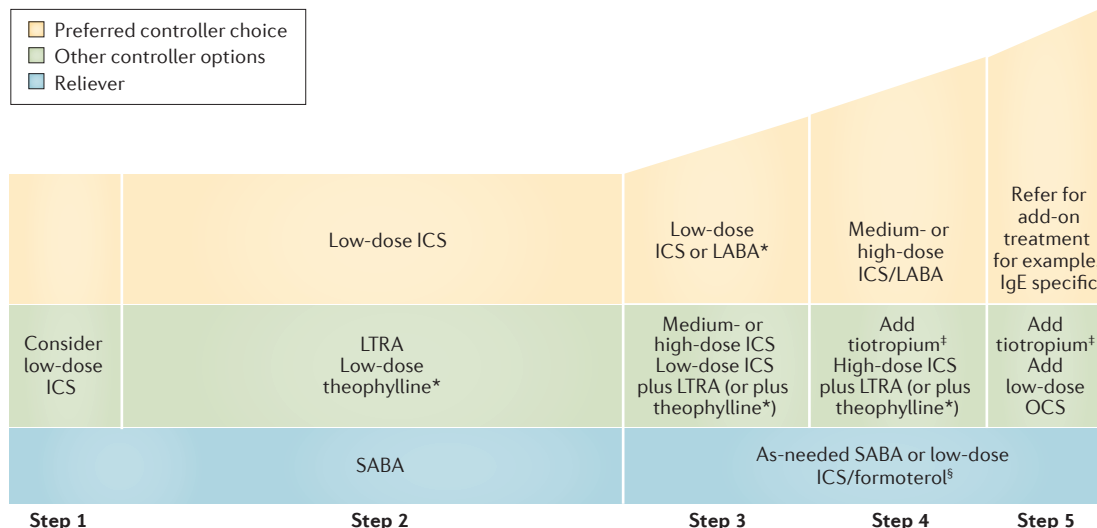 Preferred controller choice
Other controller options
Reliever
Low-dose ICS
Low-dose
ICS or LABA*
Medium- or
high-dose
ICS/LABA
Refer for
add-on
treatment
for example,
IgE specific
Consider
low-dose
ICS
LTRA
Low-dose
theophylline*
Medium- or
high-dose ICS
Low-dose ICS
plus LTRA (or plus
theophylline*)
Add
tiotropium‡
High-dose ICS
plus LTRA (or plus
theophylline*)
Add
tiotropium‡
Add
low-dose
OCS
SABA
As-needed SABA or low-dose
ICS/formoterol§
Step 1
Step 2
Step 3
Step 4
Step 5